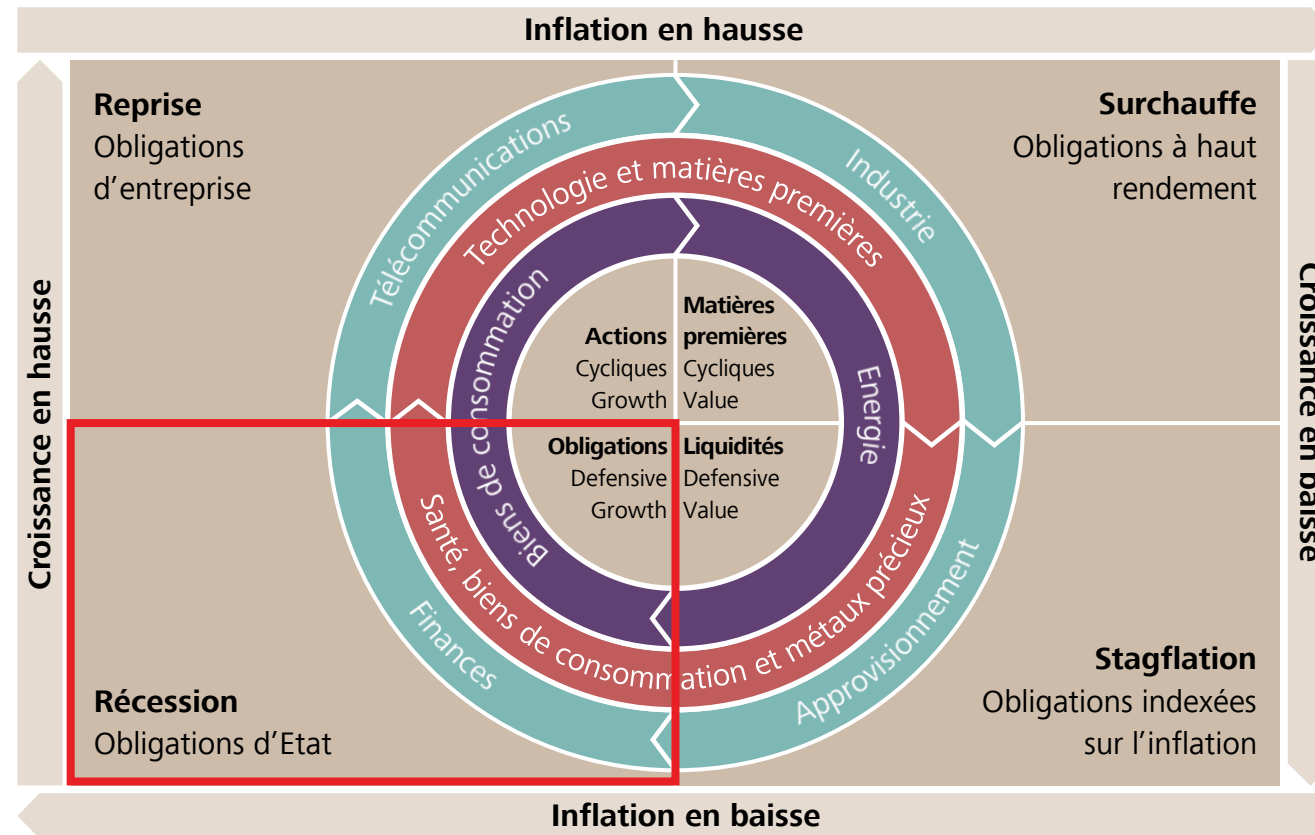 Inflation en hausse
Croissance en hausse
Reprise
Obligations
d’entreprise
Surchauffe
Obligations à haut
rendement
Télécommunications
Industrie
Technologie et matières premières
Biens de consommation
Energie
Actions
Cycliques
Growth
Matières
premières
Cycliques
Value
Obligations
Defensive
Growth
Liquidités
Defensive
Value
Santé, biens de consommation et métaux précieux
Finances
Approvisionnement
Récession
Obligations d’Etat
Stagflation
Obligations indexées
sur l’inflation
Croissance en baisse
Inflation en baisse